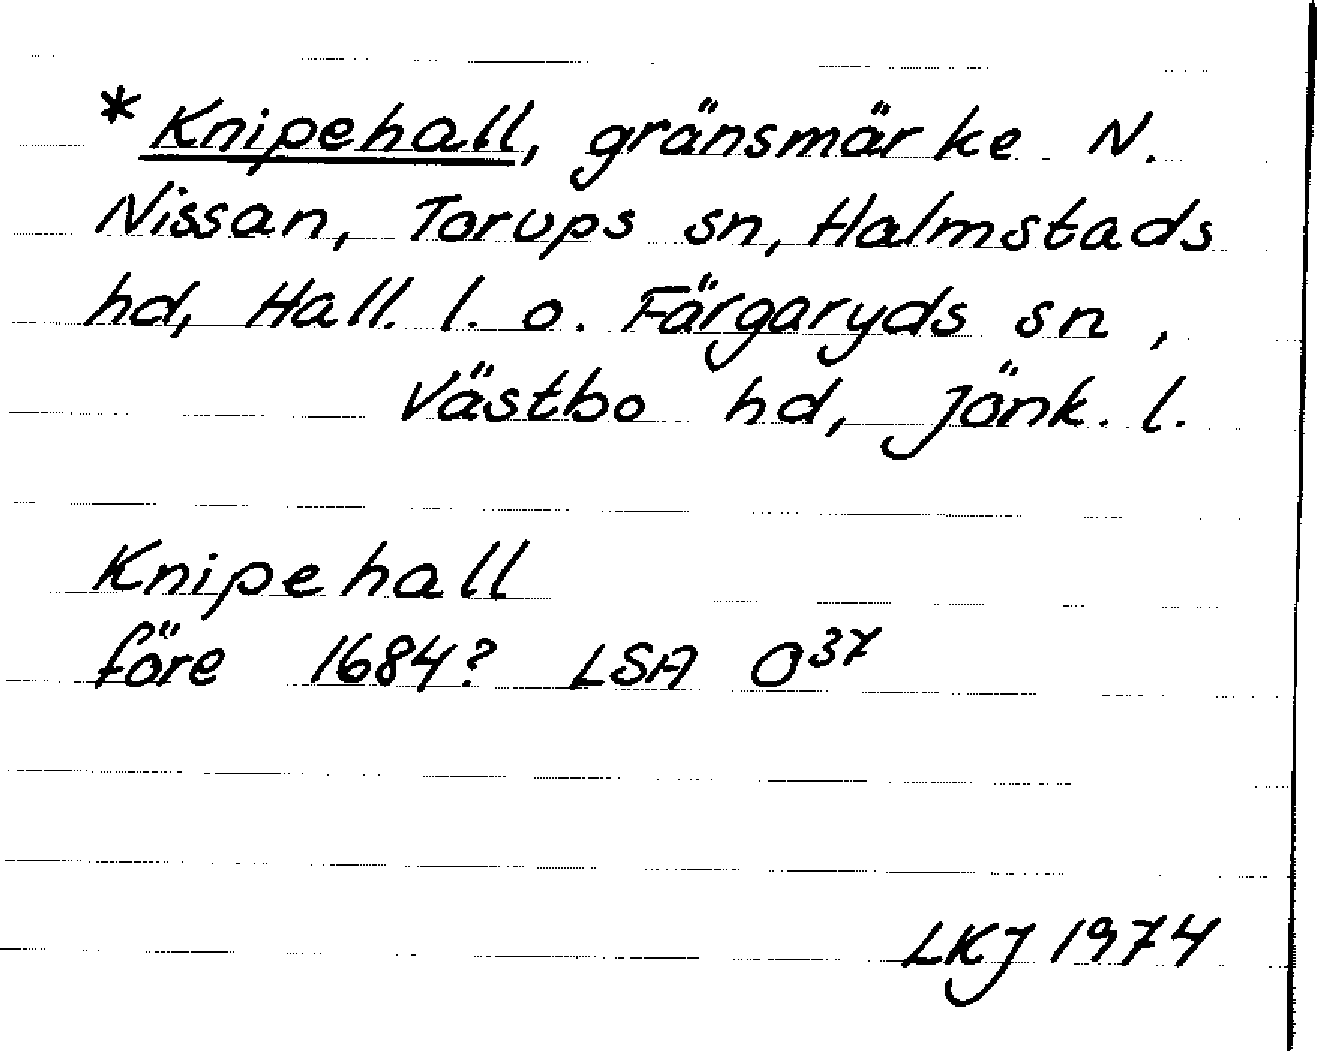 *Knipehall, gränsmärke N.
Nissan, Torups sn, Halmstads
hd, Hall. l. o. Färgaryds sn,
Västbo hd, Jönk. l.
Knipehall
före 1684? LSA O³⁷
LKJ 1974